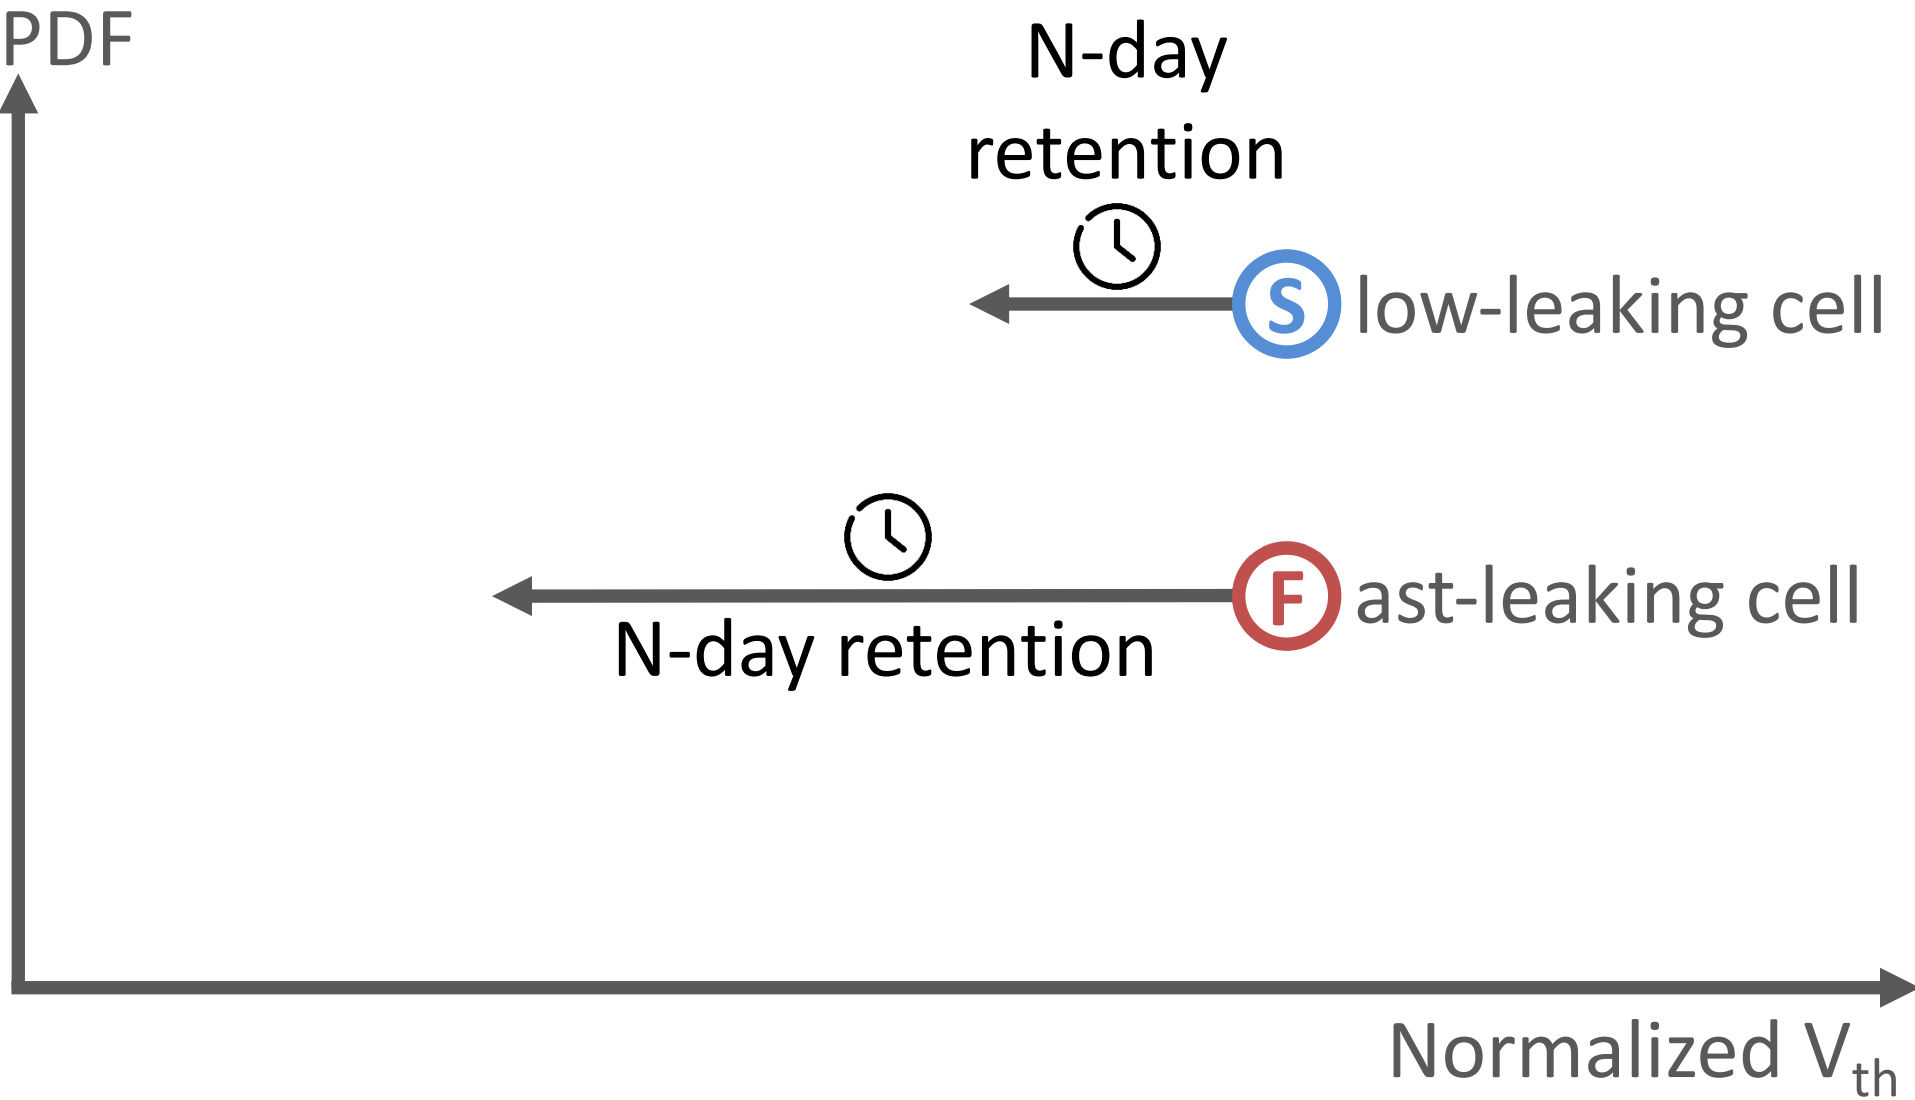 PDF
N-day
retention
S low-leaking cell
F ast-leaking cell
N-day retention
Normalized Vth